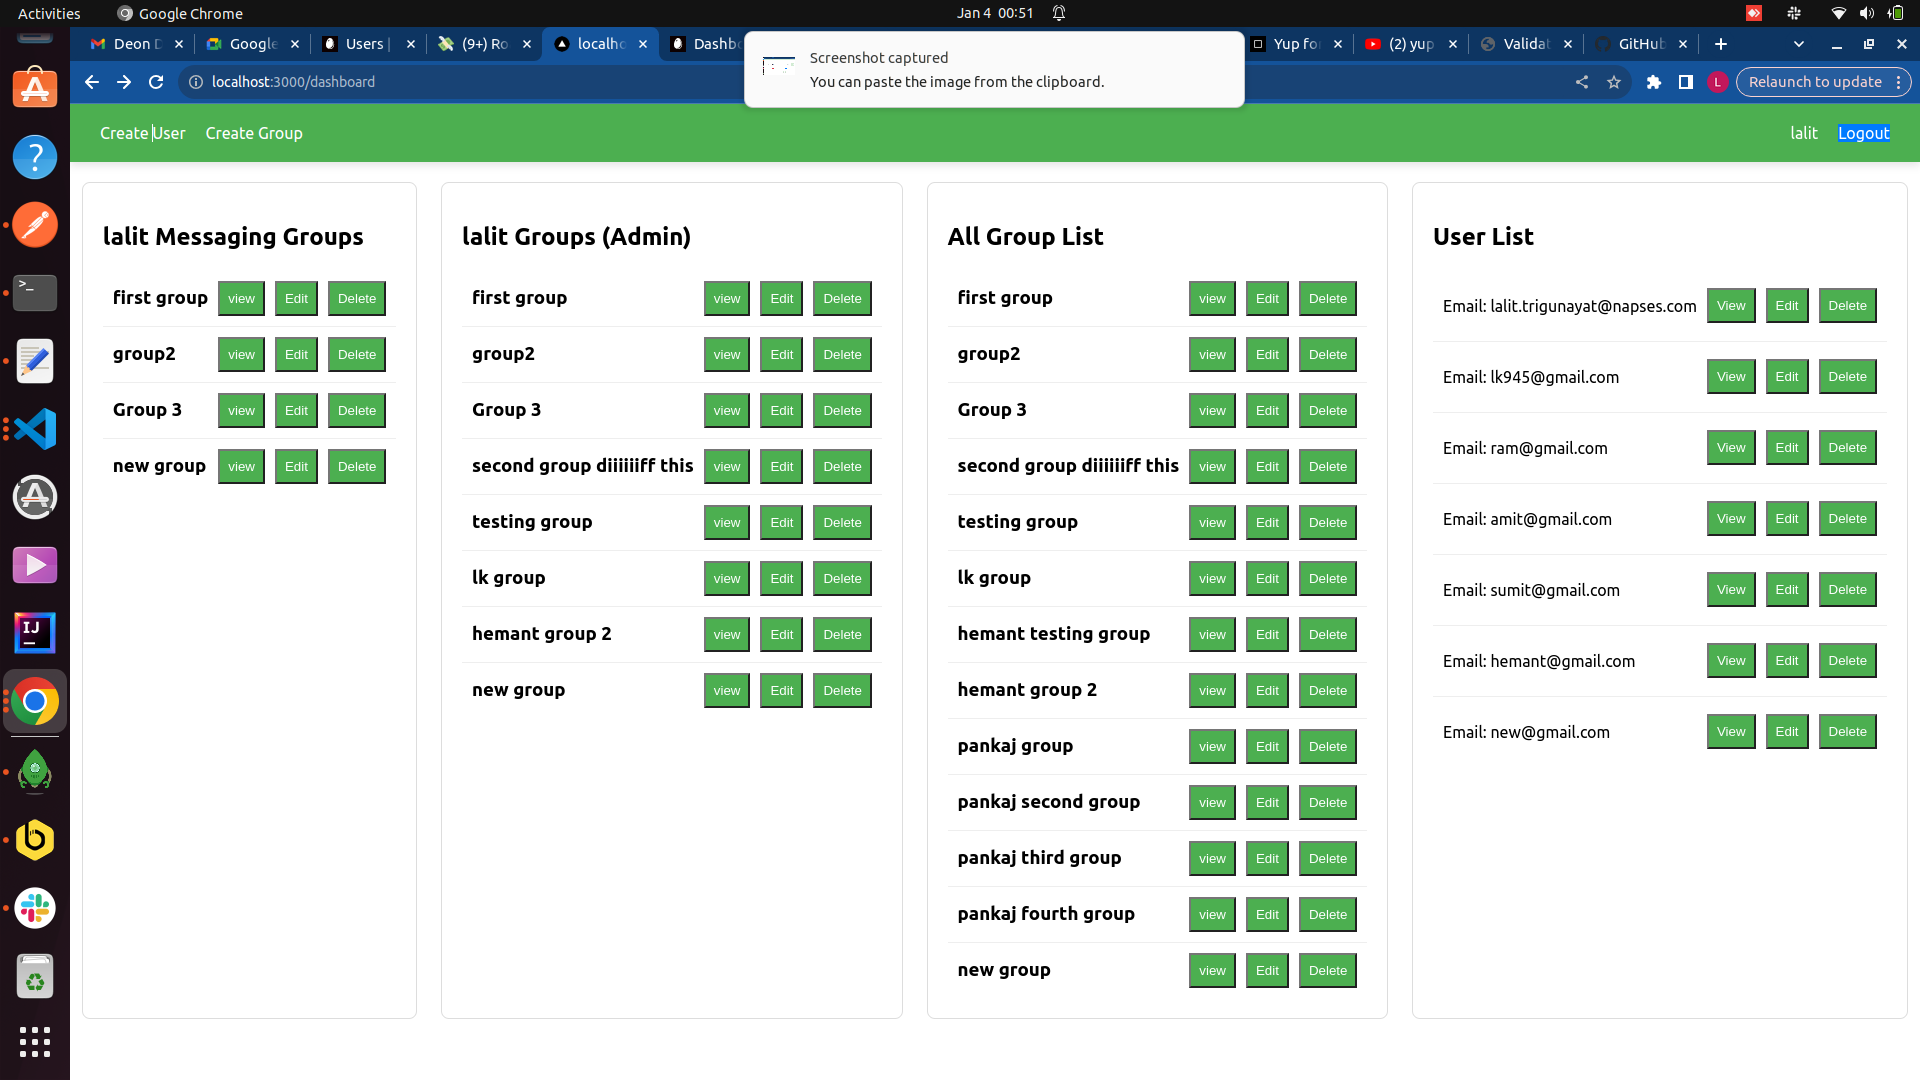 Activities Google Chrome Jan 4 00:51
Deon D Google Users | (9+) Ro localho Dashbo Yup fo (2) yup Validat GitHub
Screenshot captured
You can paste the image from the clipboard.
localhost:3000/dashboard Relaunch to update
Create User Create Group lalit Logout
lalit Messaging Groups
first group view Edit Delete
group2 view Edit Delete
Group 3 view Edit Delete
new group view Edit Delete
lalit Groups (Admin)
first group view Edit Delete
group2 view Edit Delete
Group 3 view Edit Delete
second group diiiiiiff this view Edit Delete
testing group view Edit Delete
lk group view Edit Delete
hemant group 2 view Edit Delete
new group view Edit Delete
All Group List
first group view Edit Delete
group2 view Edit Delete
Group 3 view Edit Delete
second group diiiiiiff this view Edit Delete
testing group view Edit Delete
lk group view Edit Delete
hemant testing group view Edit Delete
hemant group 2 view Edit Delete
pankaj group view Edit Delete
pankaj second group view Edit Delete
pankaj third group view Edit Delete
pankaj fourth group view Edit Delete
new group view Edit Delete
User List
Email: lalit.trigunayat@napses.com View Edit Delete
Email: lk945@gmail.com View Edit Delete
Email: ram@gmail.com View Edit Delete
Email: amit@gmail.com View Edit Delete
Email: sumit@gmail.com View Edit Delete
Email: hemant@gmail.com View Edit Delete
Email: new@gmail.com View Edit Delete